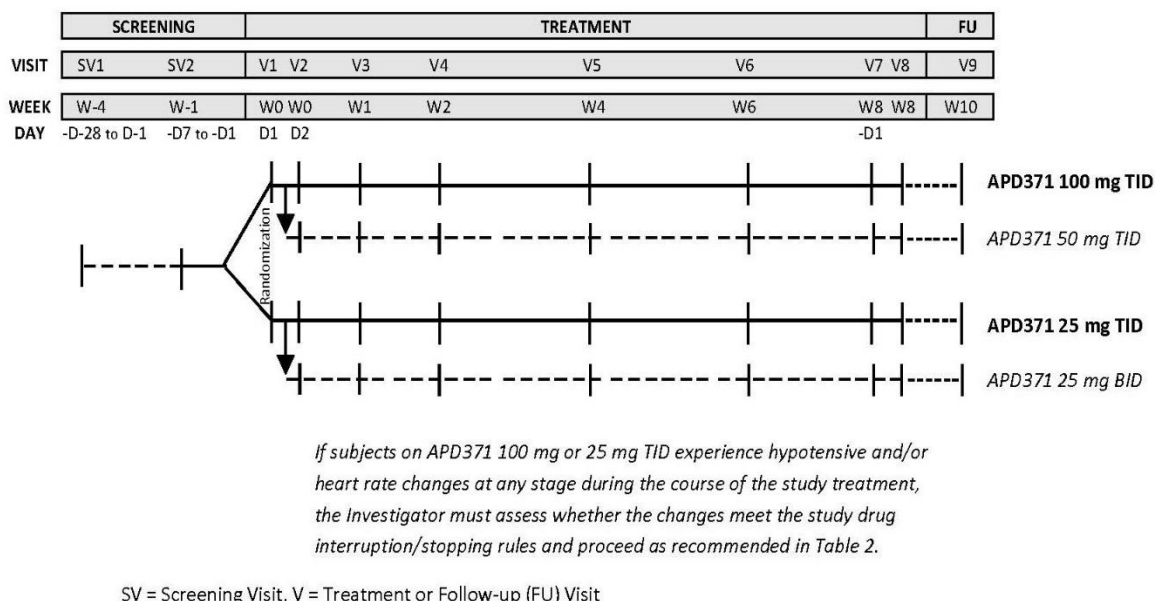 SCREENING TREATMENT FU
VISIT SV1 SV2 V1 V2 V3 V4 V5 V6 V7 V8 V9
WEEK W-4 W-1 W0 W0 W1 W2 W4 W6 W8 W8 W10
DAY -D-28 to D-1 -D7 to -D1 D1 D2 -D1
Randomization
APD371 100 mg TID
APD371 50 mg TID
APD371 25 mg TID
APD371 25 mg BID
If subjects on APD371 100 mg or 25 mg TID experience hypotensive and/or
heart rate changes at any stage during the course of the study treatment,
the Investigator must assess whether the changes meet the study drug
interruption/stopping rules and proceed as recommended in Table 2.
SV = Screening Visit, V = Treatment or Follow-up (FU) Visit